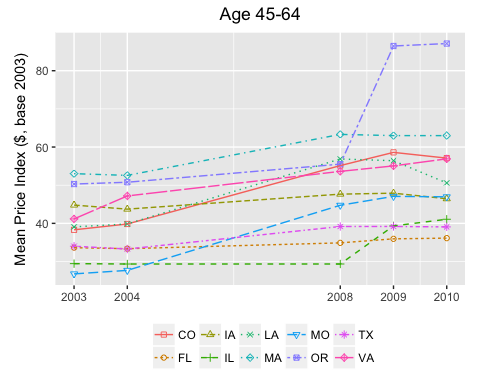 Age 45-64
Mean Price Index ($, base 2003)
80
60
40
2003 2004 2008 2009 2010
CO IA LA MO TX
FL IL MA OR VA